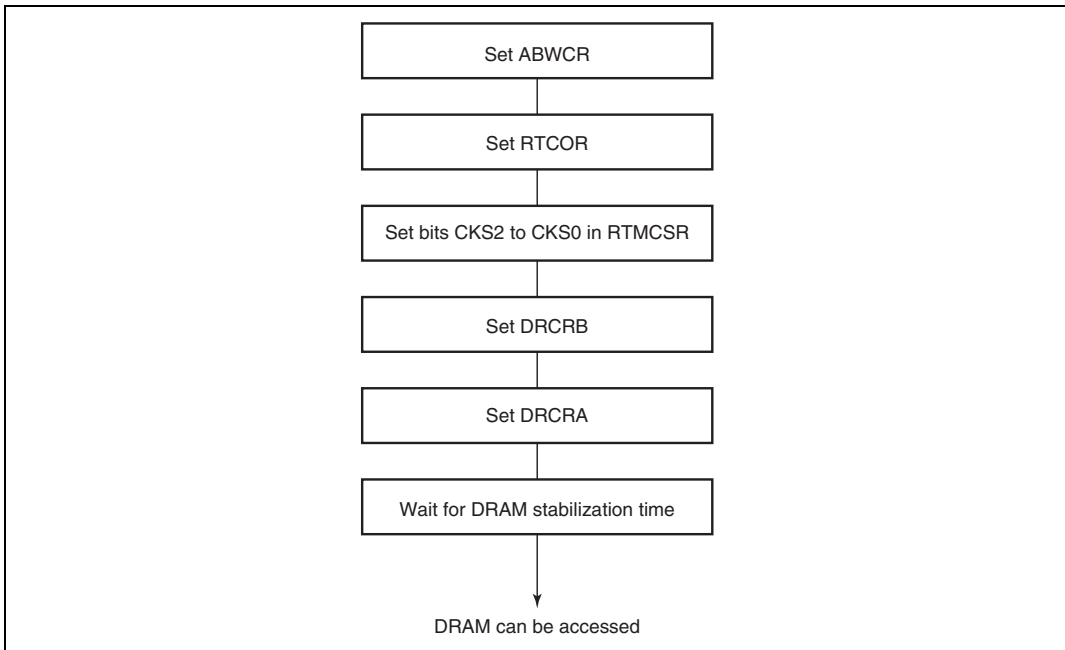 Set ABWCR
Set RTCOR
Set bits CKS2 to CKS0 in RTMCSR
Set DRCRB
Set DRCRA
Wait for DRAM stabilization time
DRAM can be accessed